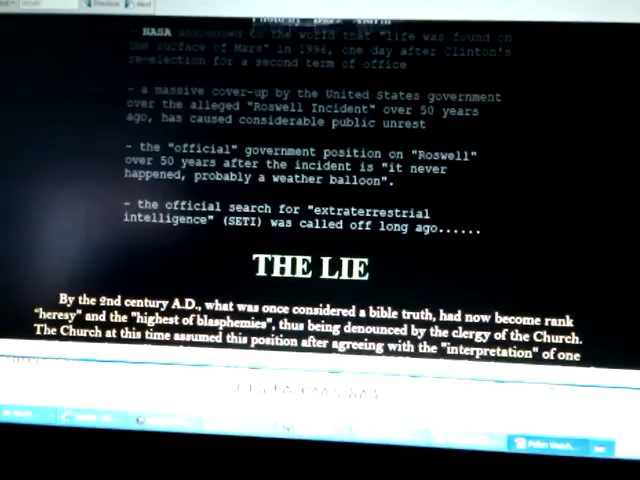 Previous Next
Photo by Buzz Aldrin
- NASA announced to the world that "life was found on
the surface of Mars" in 1996, one day after Clinton's
re-election for a second term of office
- a massive cover-up by the United States government
over the alleged "Roswell Incident" over 50 years
ago, has caused considerable public unrest
- the "official" government position on "Roswell"
over 50 years after the incident is "it never
happened, probably a weather balloon".
- the official search for "extraterrestrial
intelligence" (SETI) was called off long ago......
THE LIE
By the 2nd century A.D., what was once considered a bible truth, had now become rank
"heresy" and the "highest of blasphemies", thus being denounced by the clergy of the Church.
The Church at this time assumed this position after agreeing with the "interpretation" of one